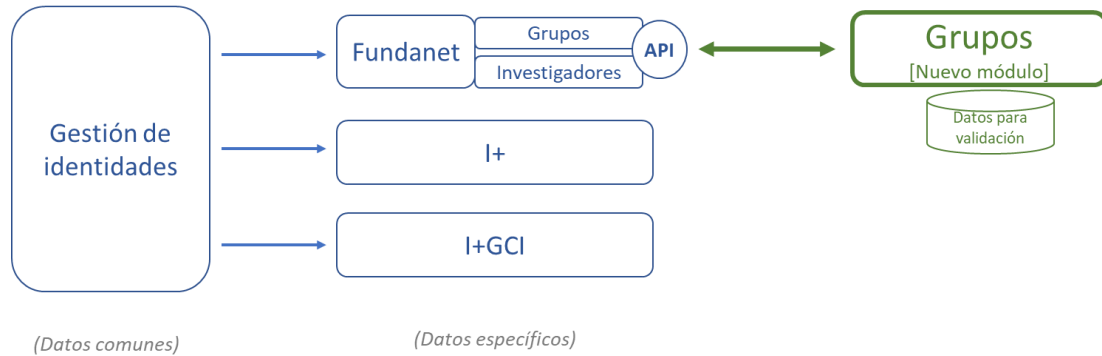 Gestión de
identidades
Fundanet
Grupos
Investigadores
API
Grupos
[Nuevo módulo]
Datos para
validación
I+
I+GCI
(Datos comunes)
(Datos específicos)